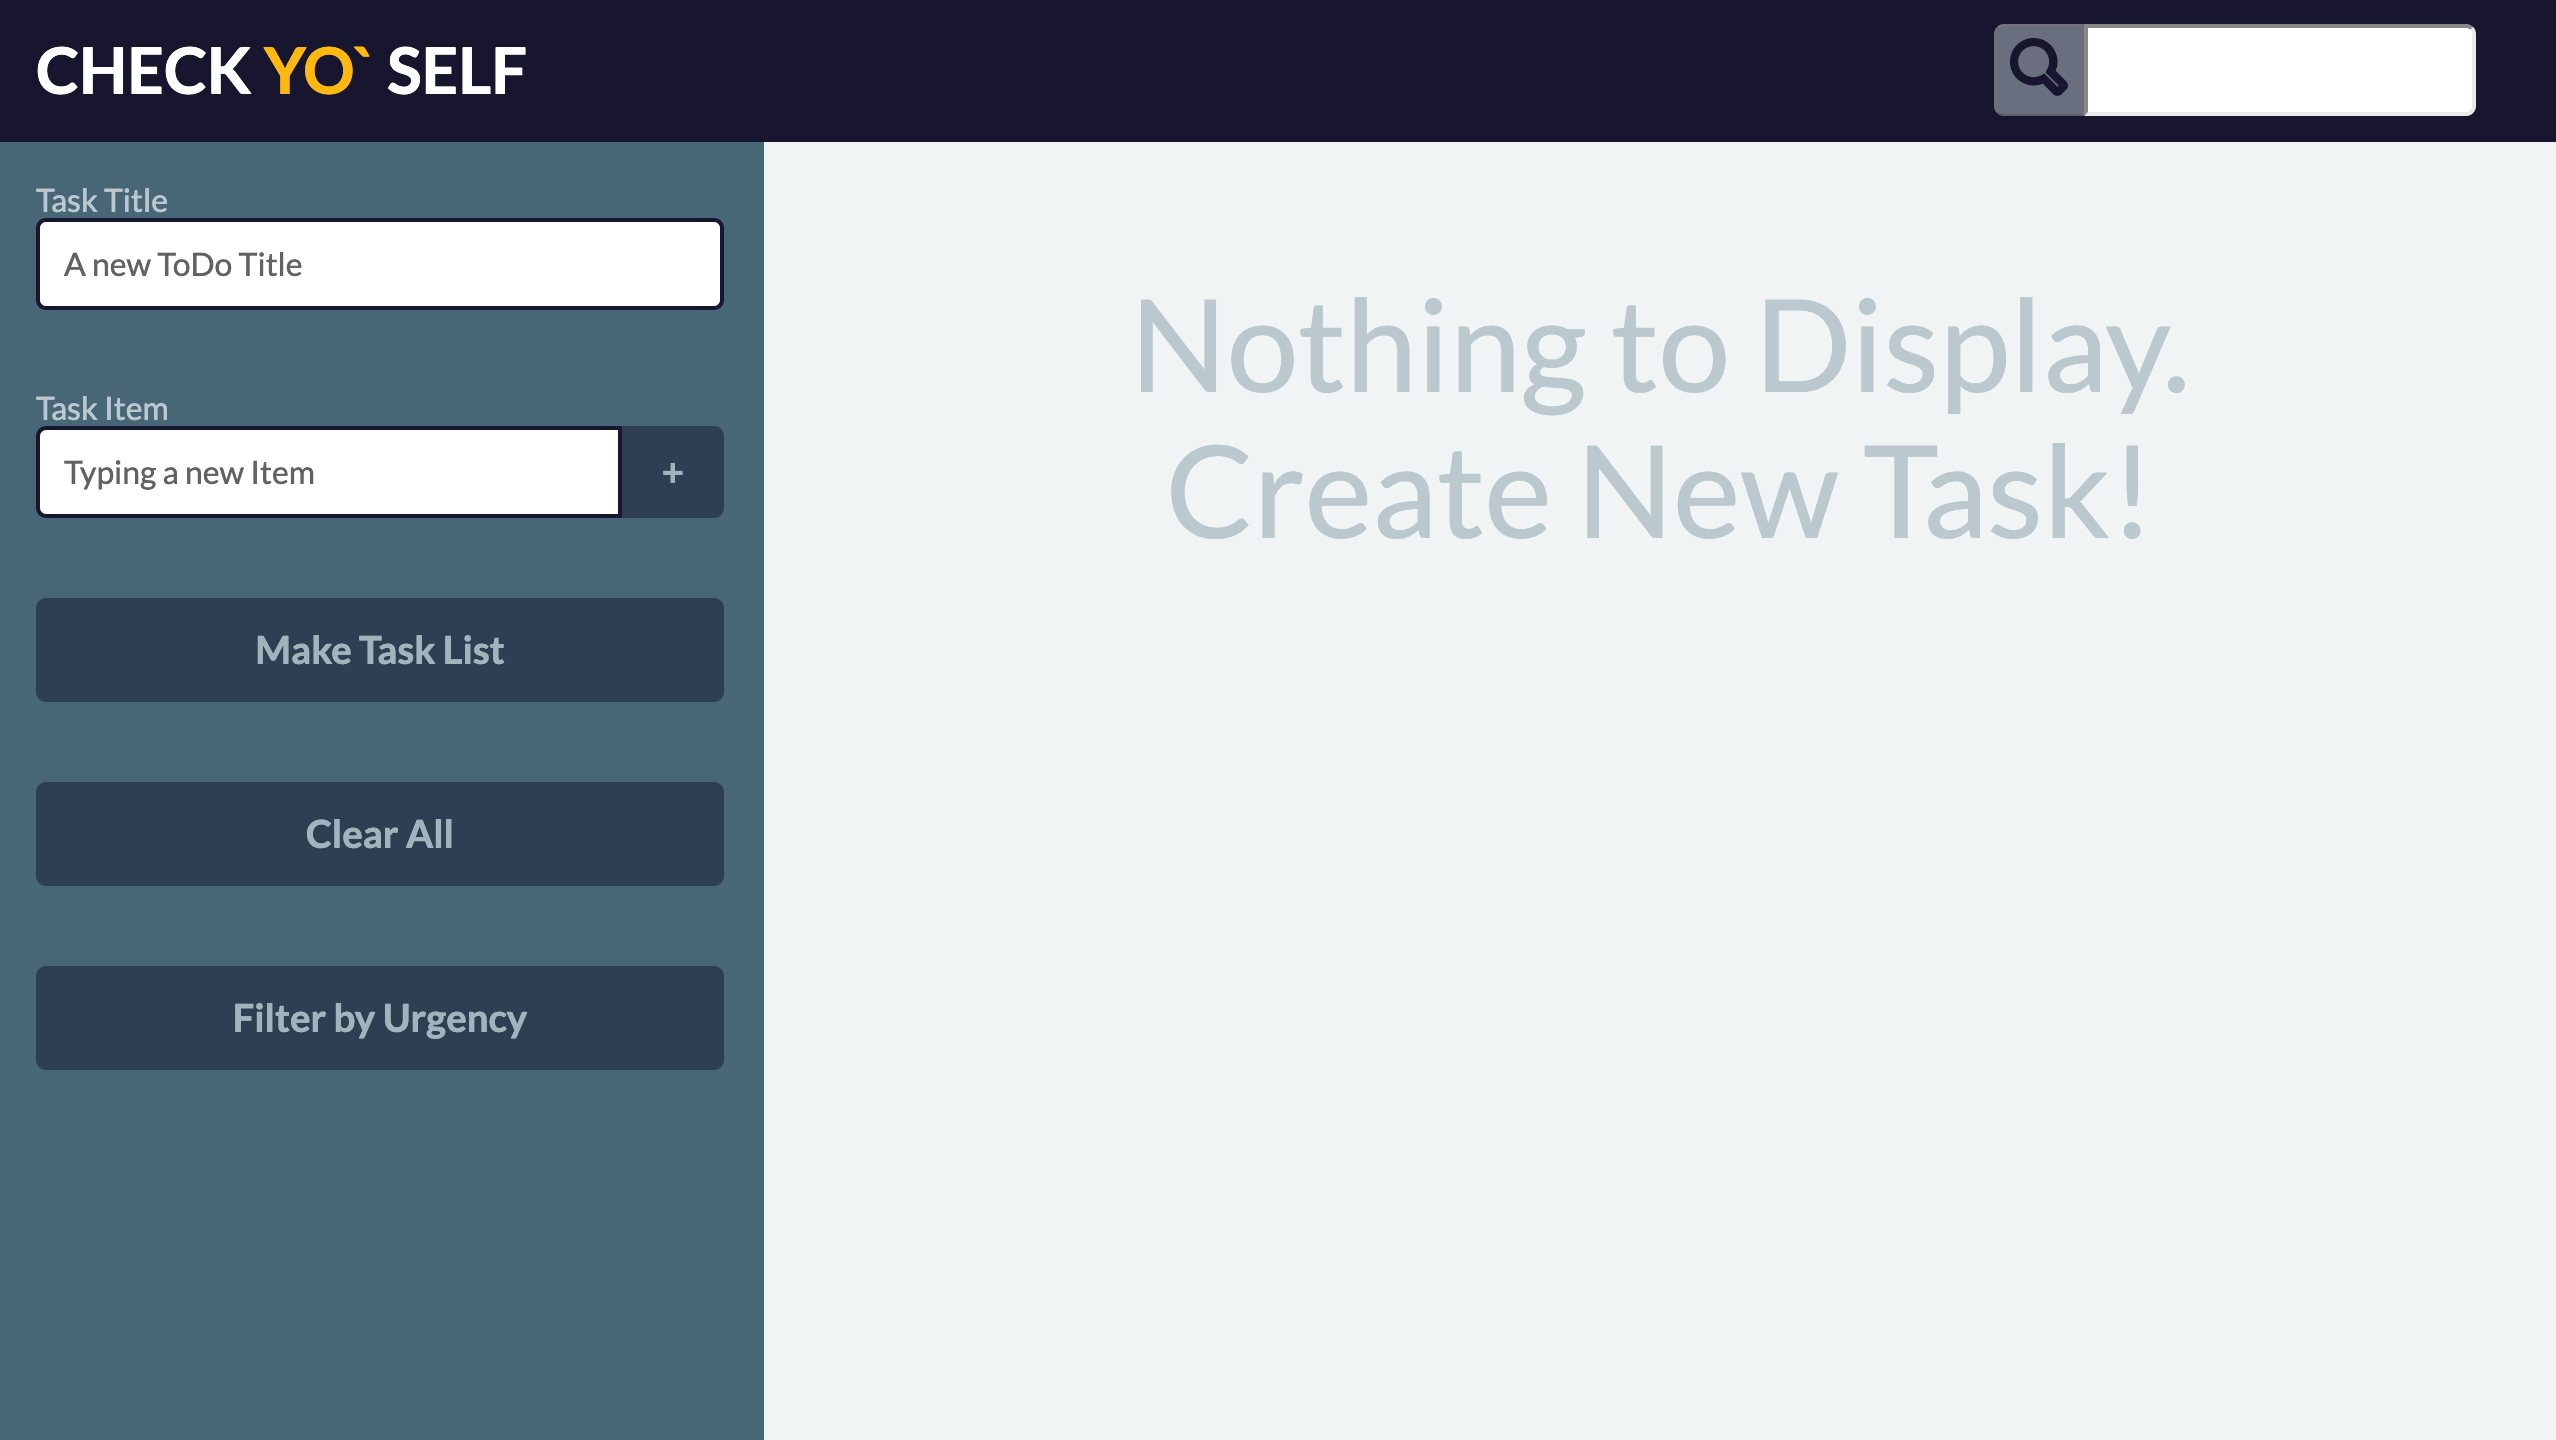 CHECK YO` SELF
Task Title
A new ToDo Title
Task Item
Typing a new Item
+
Make Task List
Clear All
Filter by Urgency
Nothing to Display.
Create New Task!